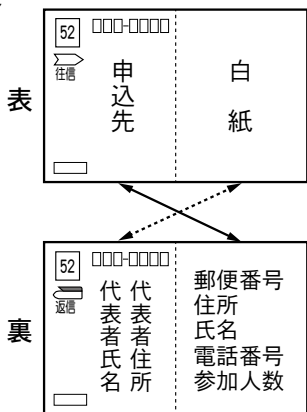 表
52
往信
申込先
白紙
裏
52
返信
代表者住所
代表者氏名
郵便番号
住所
氏名
電話番号
参加人数